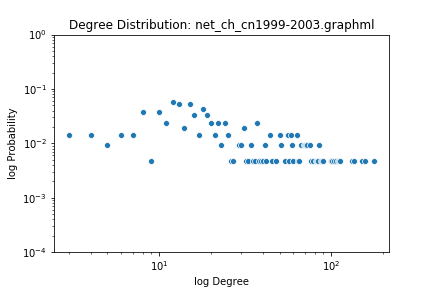 Degree Distribution: net_ch_cn1999-2003.graphml
log Probability
10⁰
10⁻¹
10⁻²
10⁻³
10⁻⁴
10¹ 10²
log Degree